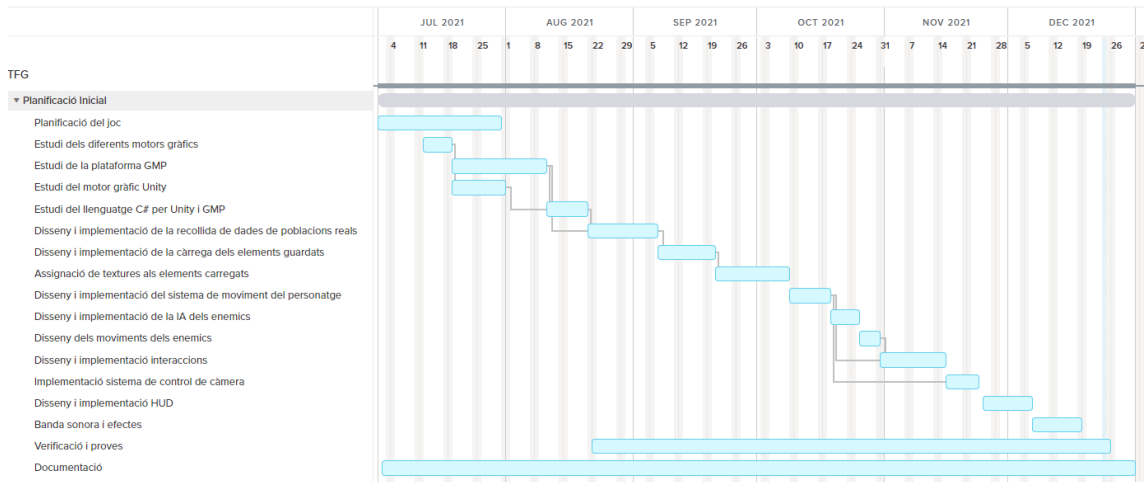 JUL 2021 AUG 2021 SEP 2021 OCT 2021 NOV 2021 DEC 2021
4 11 18 25 1 8 15 22 29 5 12 19 26 3 10 17 24 31 7 14 21 28 5 12 19 26 2
TFG
Planificació Inicial
Planificació del joc
Estudi dels diferents motors gràfics
Estudi de la plataforma GMP
Estudi del motor gràfic Unity
Estudi del llenguatge C# per Unity i GMP
Disseny i implementació de la recollida de dades de poblacions reals
Disseny i implementació de la càrrega dels elements guardats
Assignació de textures als elements carregats
Disseny i implementació del sistema de moviment del personatge
Disseny i implementació de la IA dels enemics
Disseny dels moviments dels enemics
Disseny i implementació interaccions
Implementació sistema de control de càmera
Disseny i implementació HUD
Banda sonora i efectes
Verificació i proves
Documentació